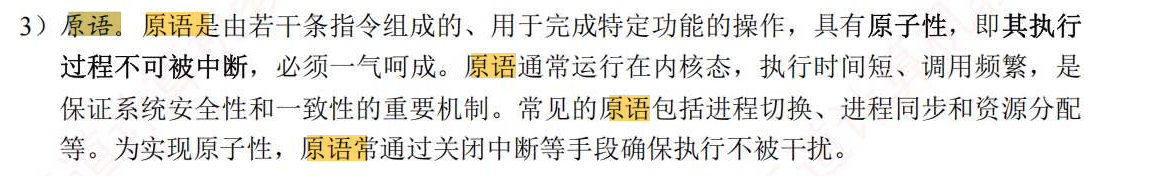 3）原语。原语是由若干条指令组成的、用于完成特定功能的操作，具有原子性，即其执行
过程不可被中断，必须一气呵成。原语通常运行在内核态，执行时间短、调用频繁，是
保证系统安全性和一致性的重要机制。常见的原语包括进程切换、进程同步和资源分配
等。为实现原子性，原语常通过关闭中断等手段确保执行不被干扰。